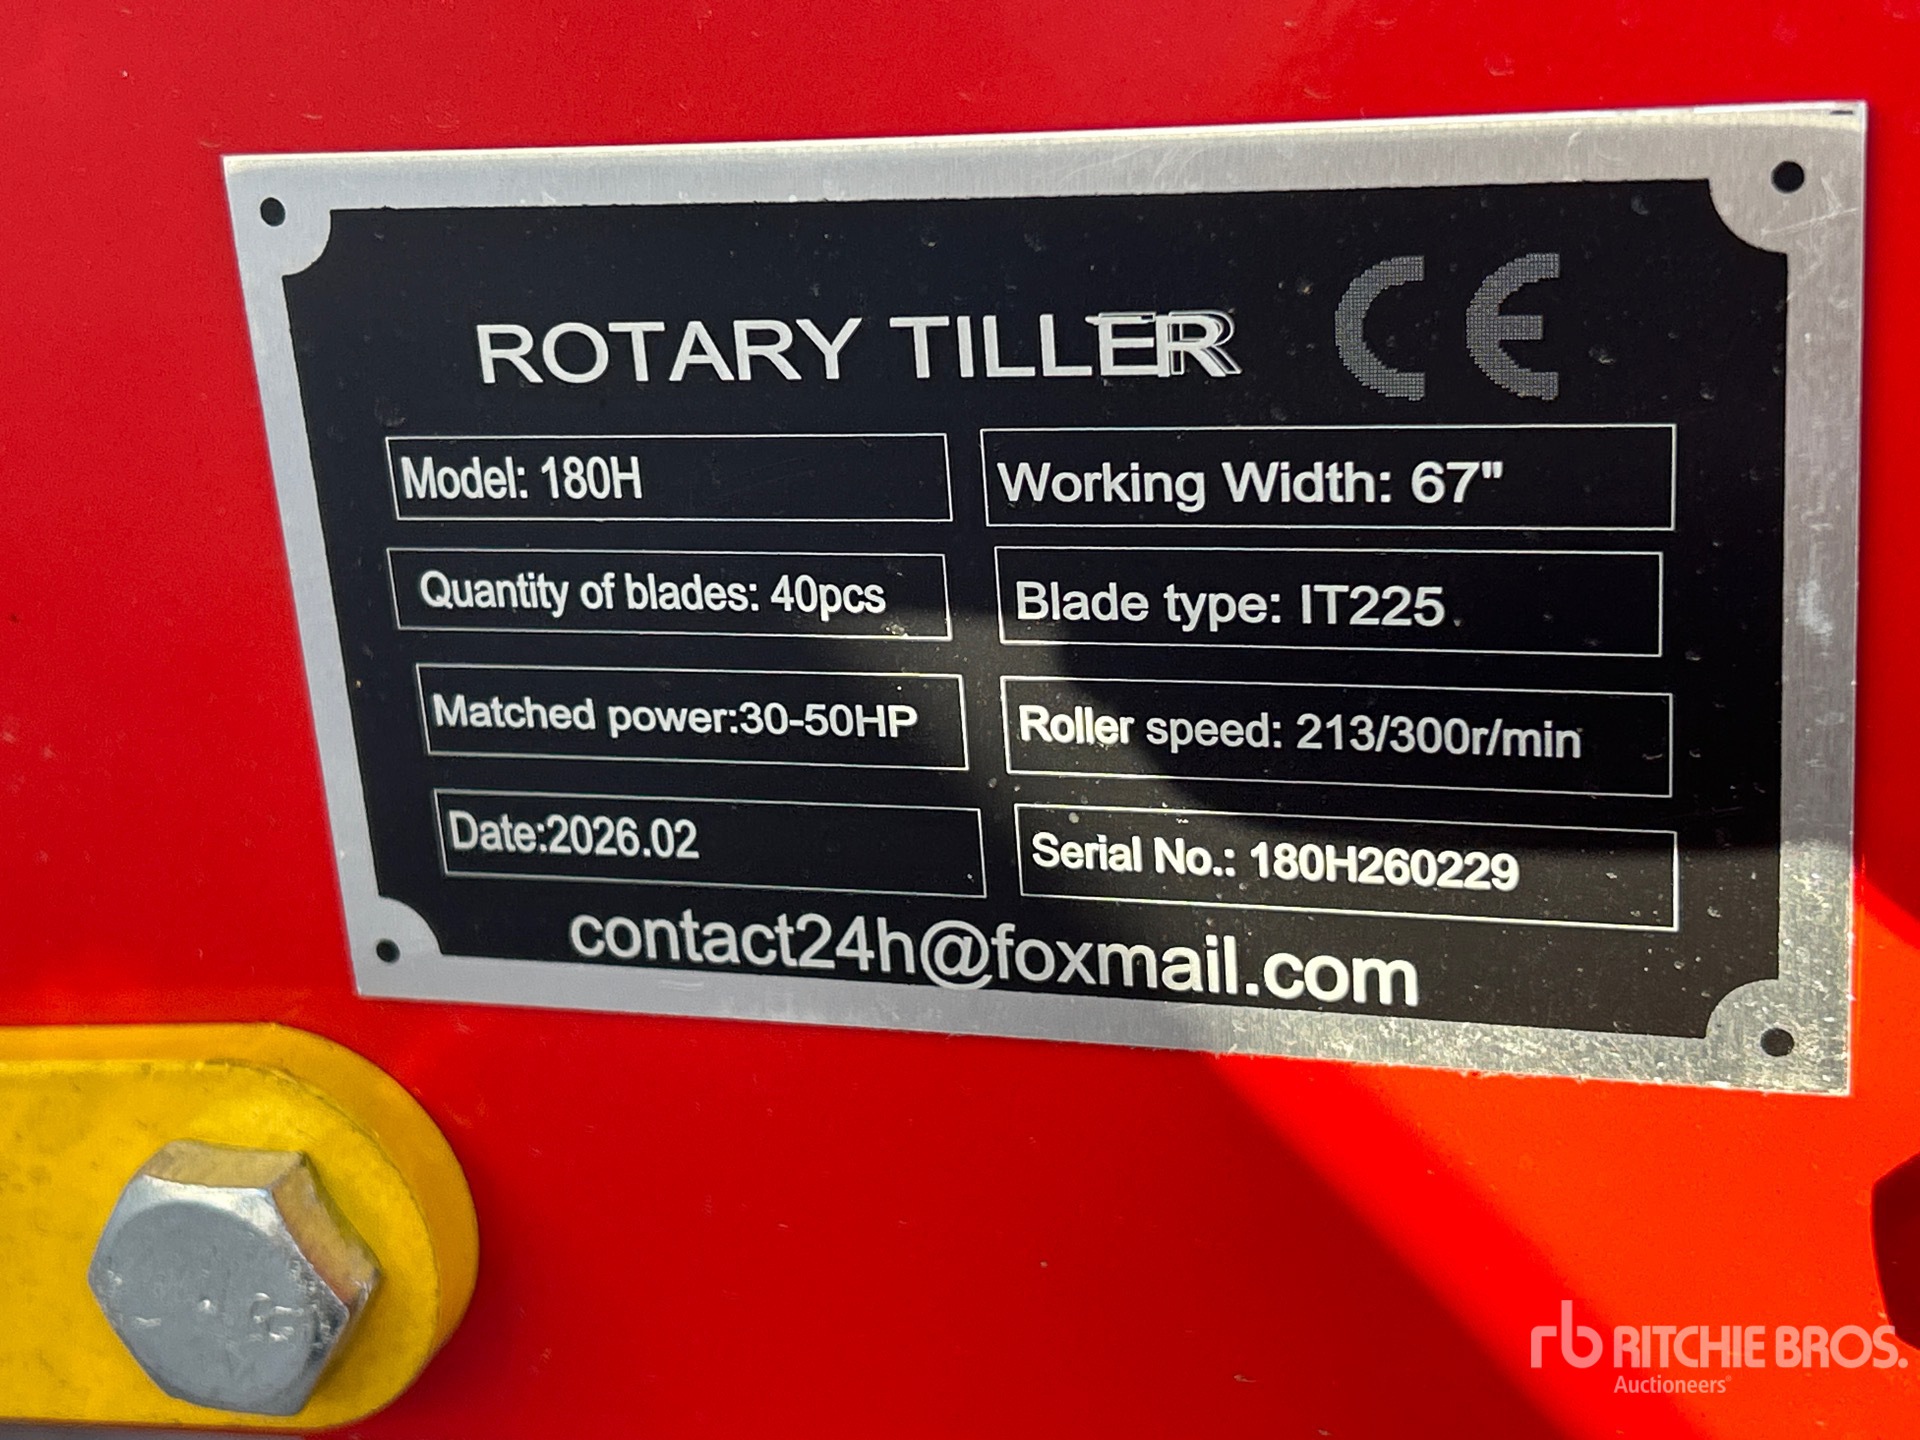 ROTARY TILLER CE
Model: 180H
Working Width: 67"
Quantity of blades: 40pcs
Blade type: IT225
Matched power:30-50HP
Roller speed: 213/300r/min
Date:2026.02
Serial No.: 180H260229
contact24h@foxmail.com
rb RITCHIE BROS.
Auctioneers